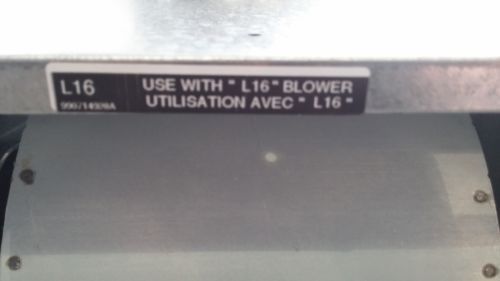 L16
USE WITH " L16 " BLOWER
UTILISATION AVEC " L16 "